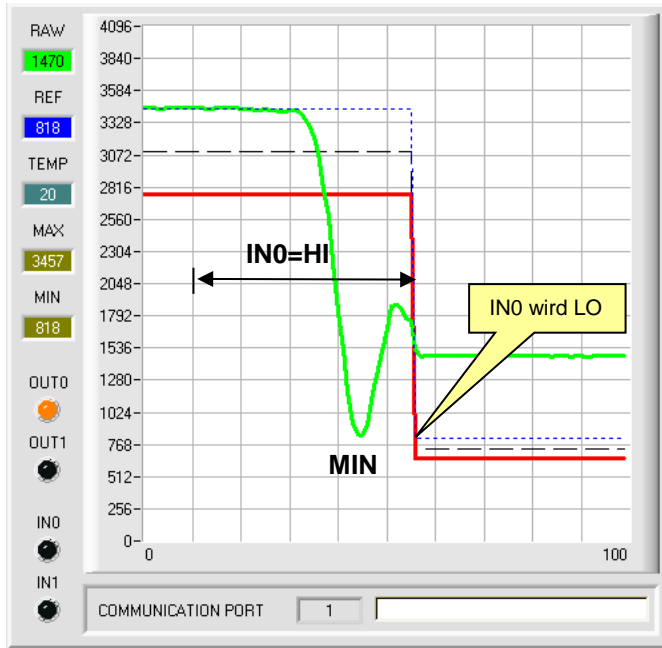 RAW
1470
REF
818
TEMP
20
MAX
3457
MIN
818
OUT0
OUT1
IN0
IN1
4096
3840
3584
3328
3072
2816
2560
2304
2048
1792
1536
1280
1024
768
512
256
0
0
100
IN0=HI
IN0 wird LO
MIN
COMMUNICATION PORT 1